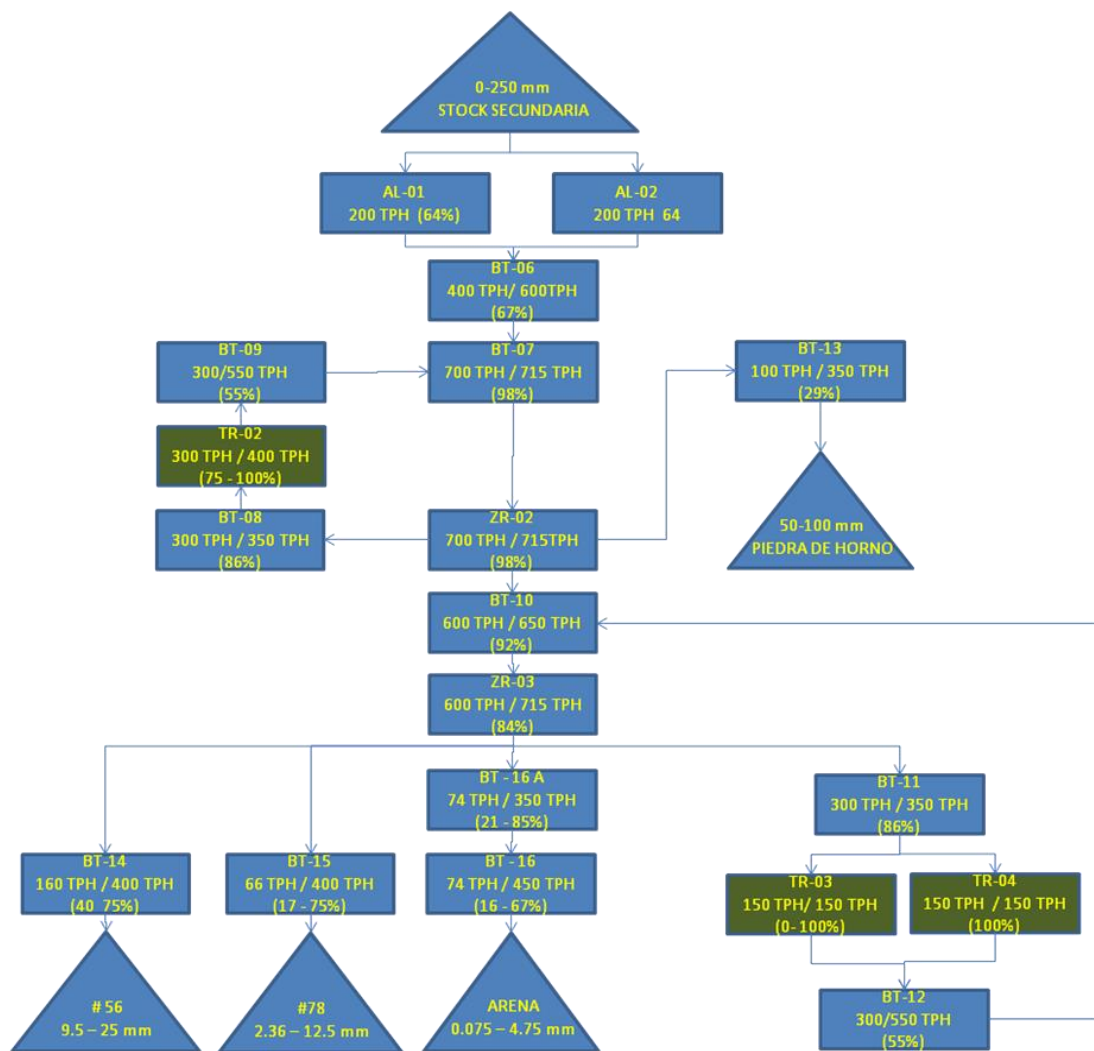 0-250 mm
STOCK SECUNDARIA
AL-01
200 TPH (64%)
AL-02
200 TPH 64
BT-06
400 TPH/ 600TPH
(67%)
BT-09
300/550 TPH
(55%)
BT-07
700 TPH / 715 TPH
(98%)
BT-13
100 TPH / 350 TPH
(29%)
TR-02
300 TPH / 400 TPH
(75 - 100%)
BT-08
300 TPH / 350 TPH
(86%)
ZR-02
700 TPH / 715TPH
(98%)
50-100 mm
PIEDRA DE HORNO
BT-10
600 TPH / 650 TPH
(92%)
ZR-03
600 TPH / 715 TPH
(84%)
BT - 16 A
74 TPH / 350 TPH
(21 - 85%)
BT-11
300 TPH / 350 TPH
(86%)
BT-14
160 TPH / 400 TPH
(40 75%)
BT-15
66 TPH / 400 TPH
(17 - 75%)
BT - 16
74 TPH / 450 TPH
(16 - 67%)
TR-03
150 TPH/ 150 TPH
(0- 100%)
TR-04
150 TPH / 150 TPH
(100%)
# 56
9.5 – 25 mm
#78
2.36 – 12.5 mm
ARENA
0.075 – 4.75 mm
BT-12
300/550 TPH
(55%)